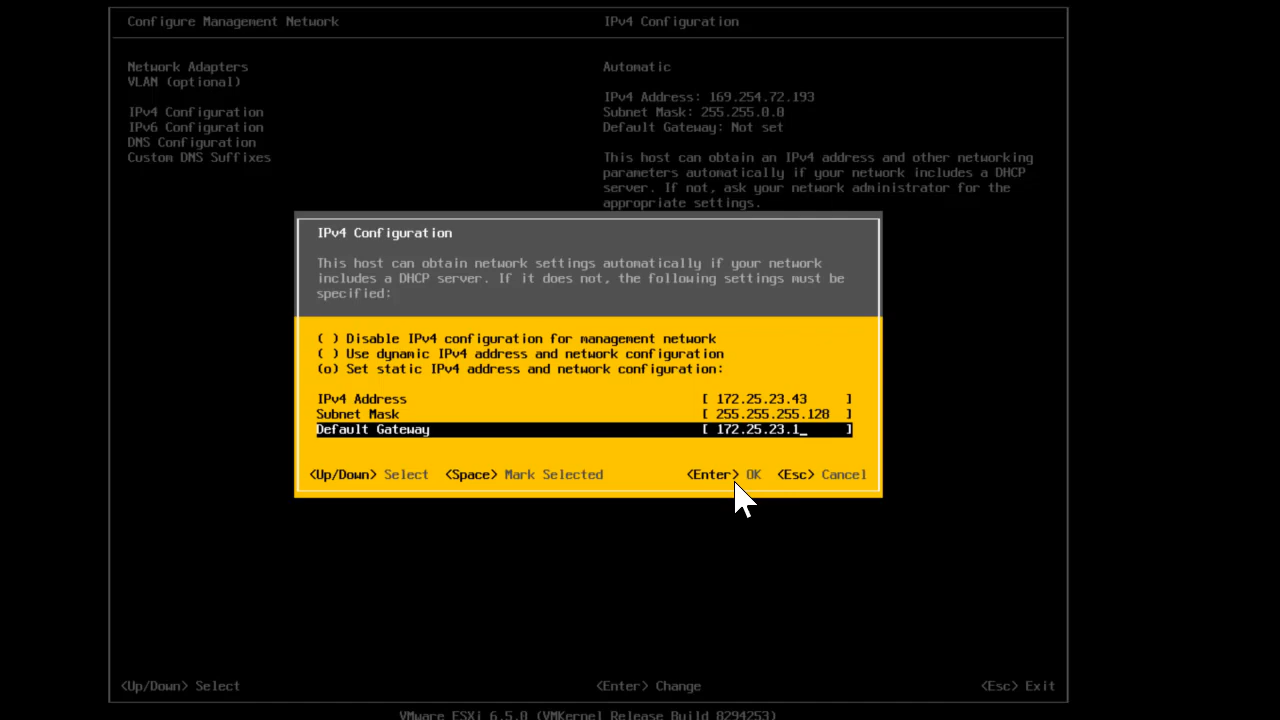 Configure Management Network
IPv4 Configuration
Network Adapters
VLAN (optional)
IPv4 Configuration
IPv6 Configuration
DNS Configuration
Custom DNS Suffixes
Automatic
IPv4 Address: 169.254.72.193
Subnet Mask: 255.255.0.0
Default Gateway: Not set
This host can obtain an IPv4 address and other networking
parameters automatically if your network includes a DHCP
server. If not, ask your network administrator for the
appropriate settings.
IPv4 Configuration
This host can obtain network settings automatically if your network
includes a DHCP server. If it does not, the following settings must be
specified:
( ) Disable IPv4 configuration for management network
( ) Use dynamic IPv4 address and network configuration
(o) Set static IPv4 address and network configuration:
IPv4 Address [ 172.25.23.43 ]
Subnet Mask [ 255.255.255.128 ]
Default Gateway [ 172.25.23.1_ ]
<Up/Down> Select <Space> Mark Selected <Enter> OK <Esc> Cancel
<Up/Down> Select <Enter> Change <Esc> Exit
VMware ESXi 6.5.0 (VMKernel Release Build 8294253)